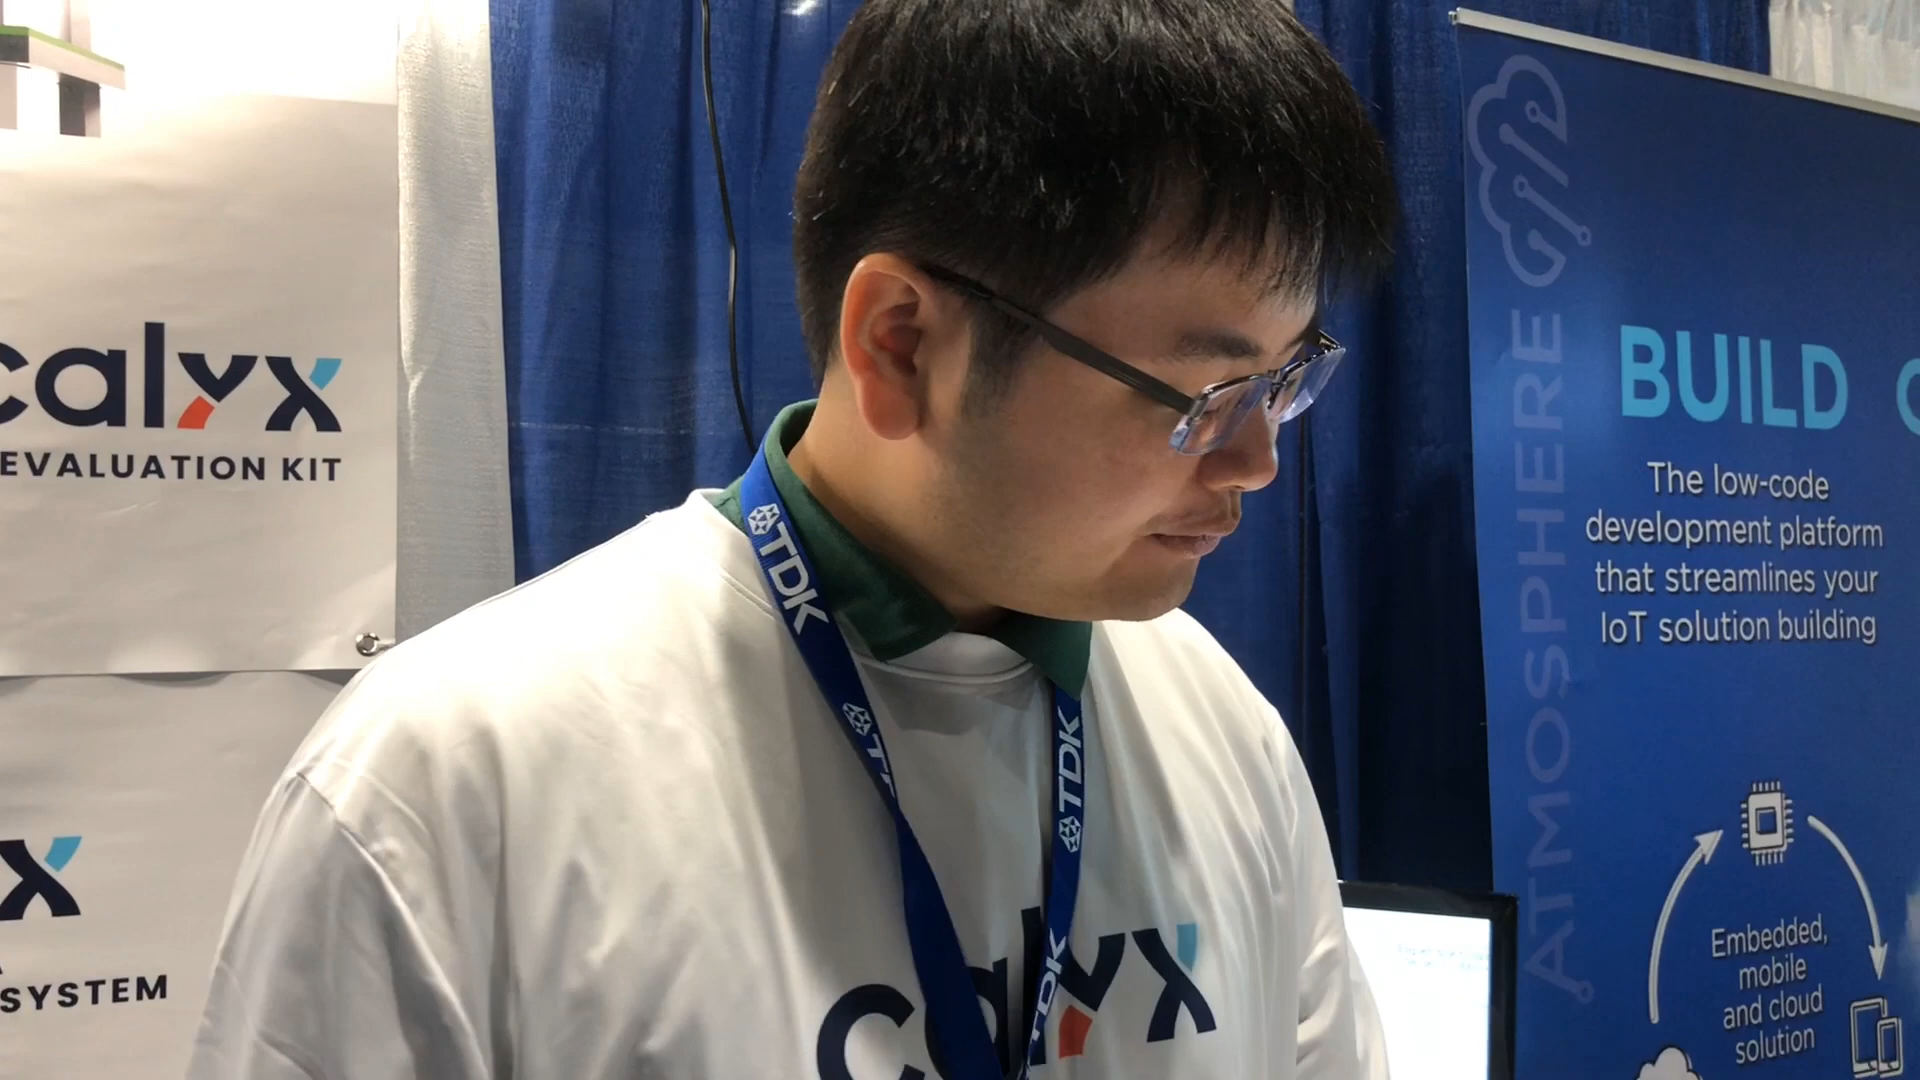 calyx
EVALUATION KIT
x
SYSTEM
TDK
TDK
TDK
calyx
ATMOSPHERE
BUILD
The low-code
development platform
that streamlines your
IoT solution building
Embedded,
mobile
and cloud
solution